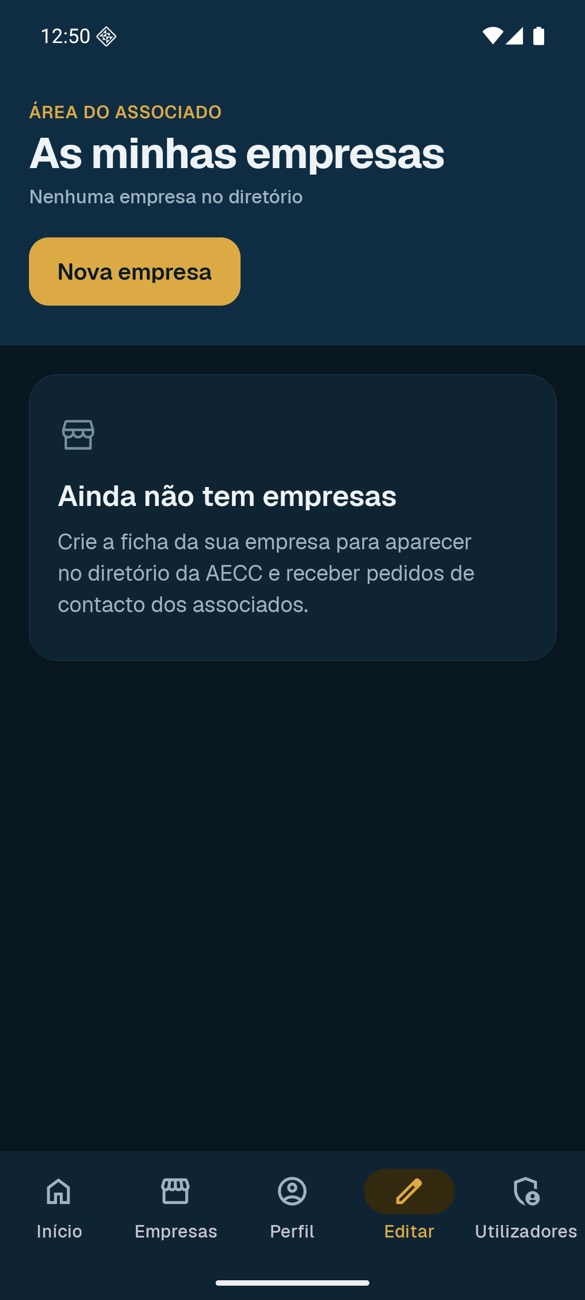 12:50
ÁREA DO ASSOCIADO
As minhas empresas
Nenhuma empresa no diretório
Nova empresa
Ainda não tem empresas
Crie a ficha da sua empresa para aparecer
no diretório da AECC e receber pedidos de
contacto dos associados.
Início
Empresas
Perfil
Editar
Utilizadores